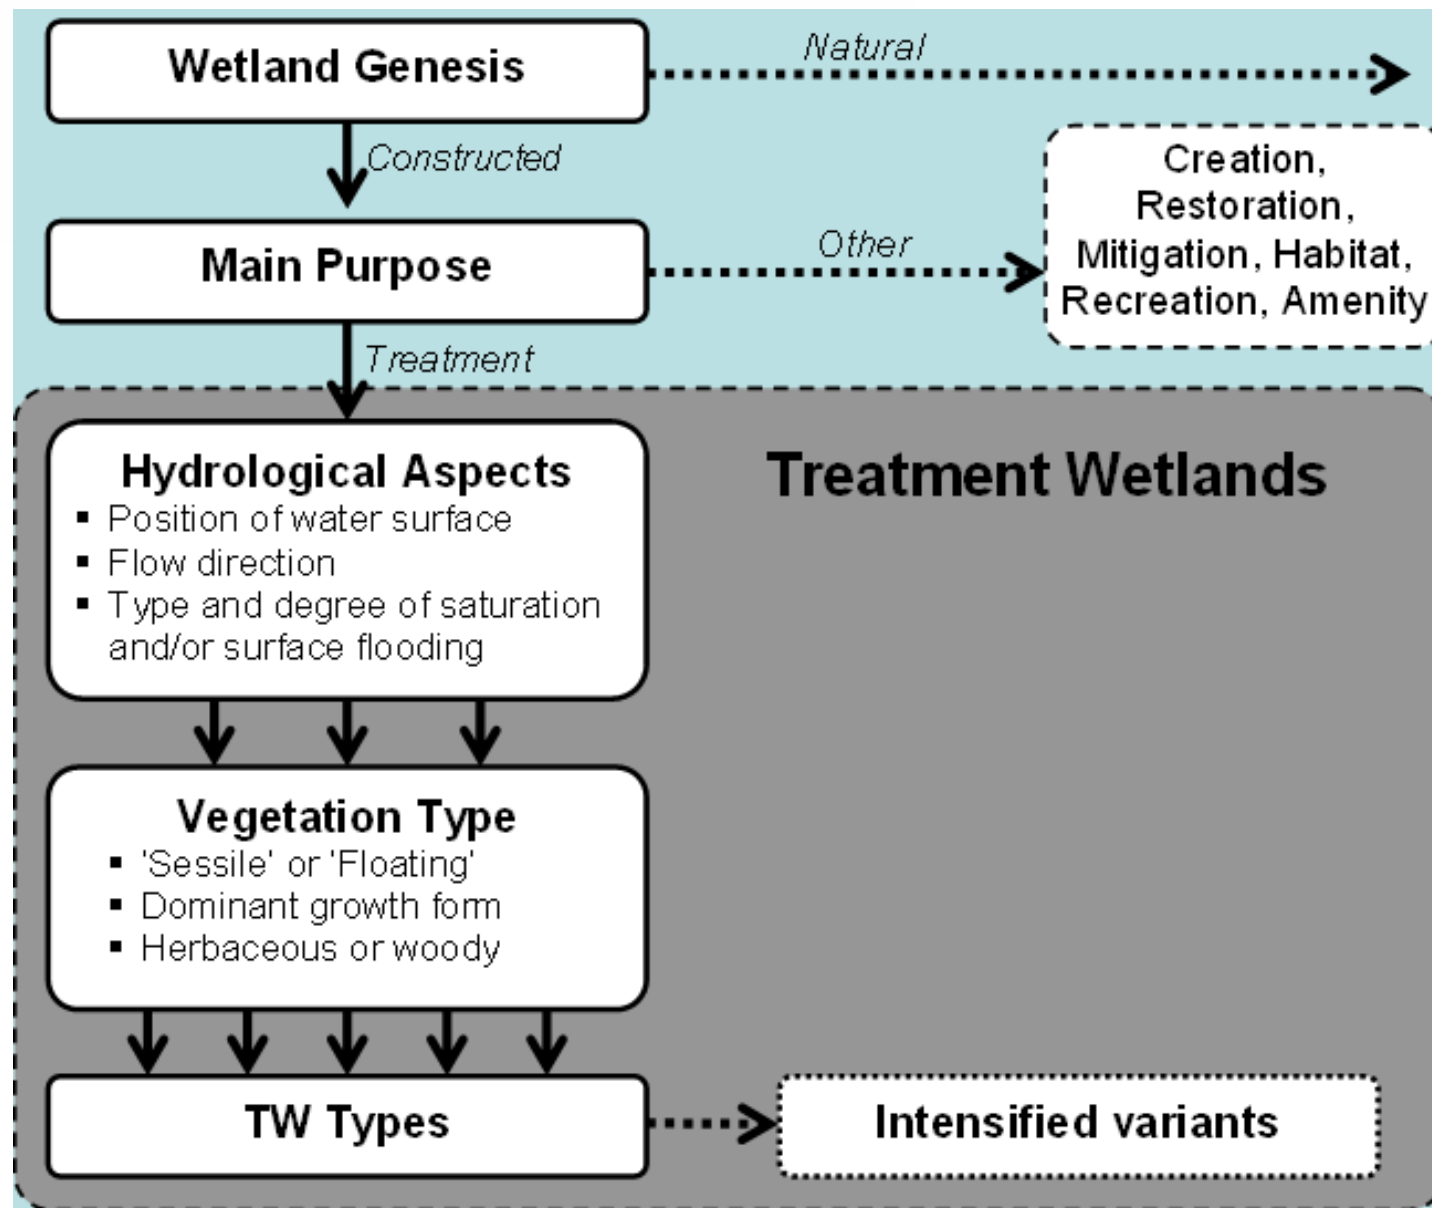 Wetland Genesis
Natural
Constructed
Creation,
Restoration,
Mitigation, Habitat,
Recreation, Amenity
Main Purpose
Other
Treatment
Treatment Wetlands
Hydrological Aspects
▪ Position of water surface
▪ Flow direction
▪ Type and degree of saturation
and/or surface flooding
Vegetation Type
▪ 'Sessile' or 'Floating'
▪ Dominant growth form
▪ Herbaceous or woody
TW Types
Intensified variants